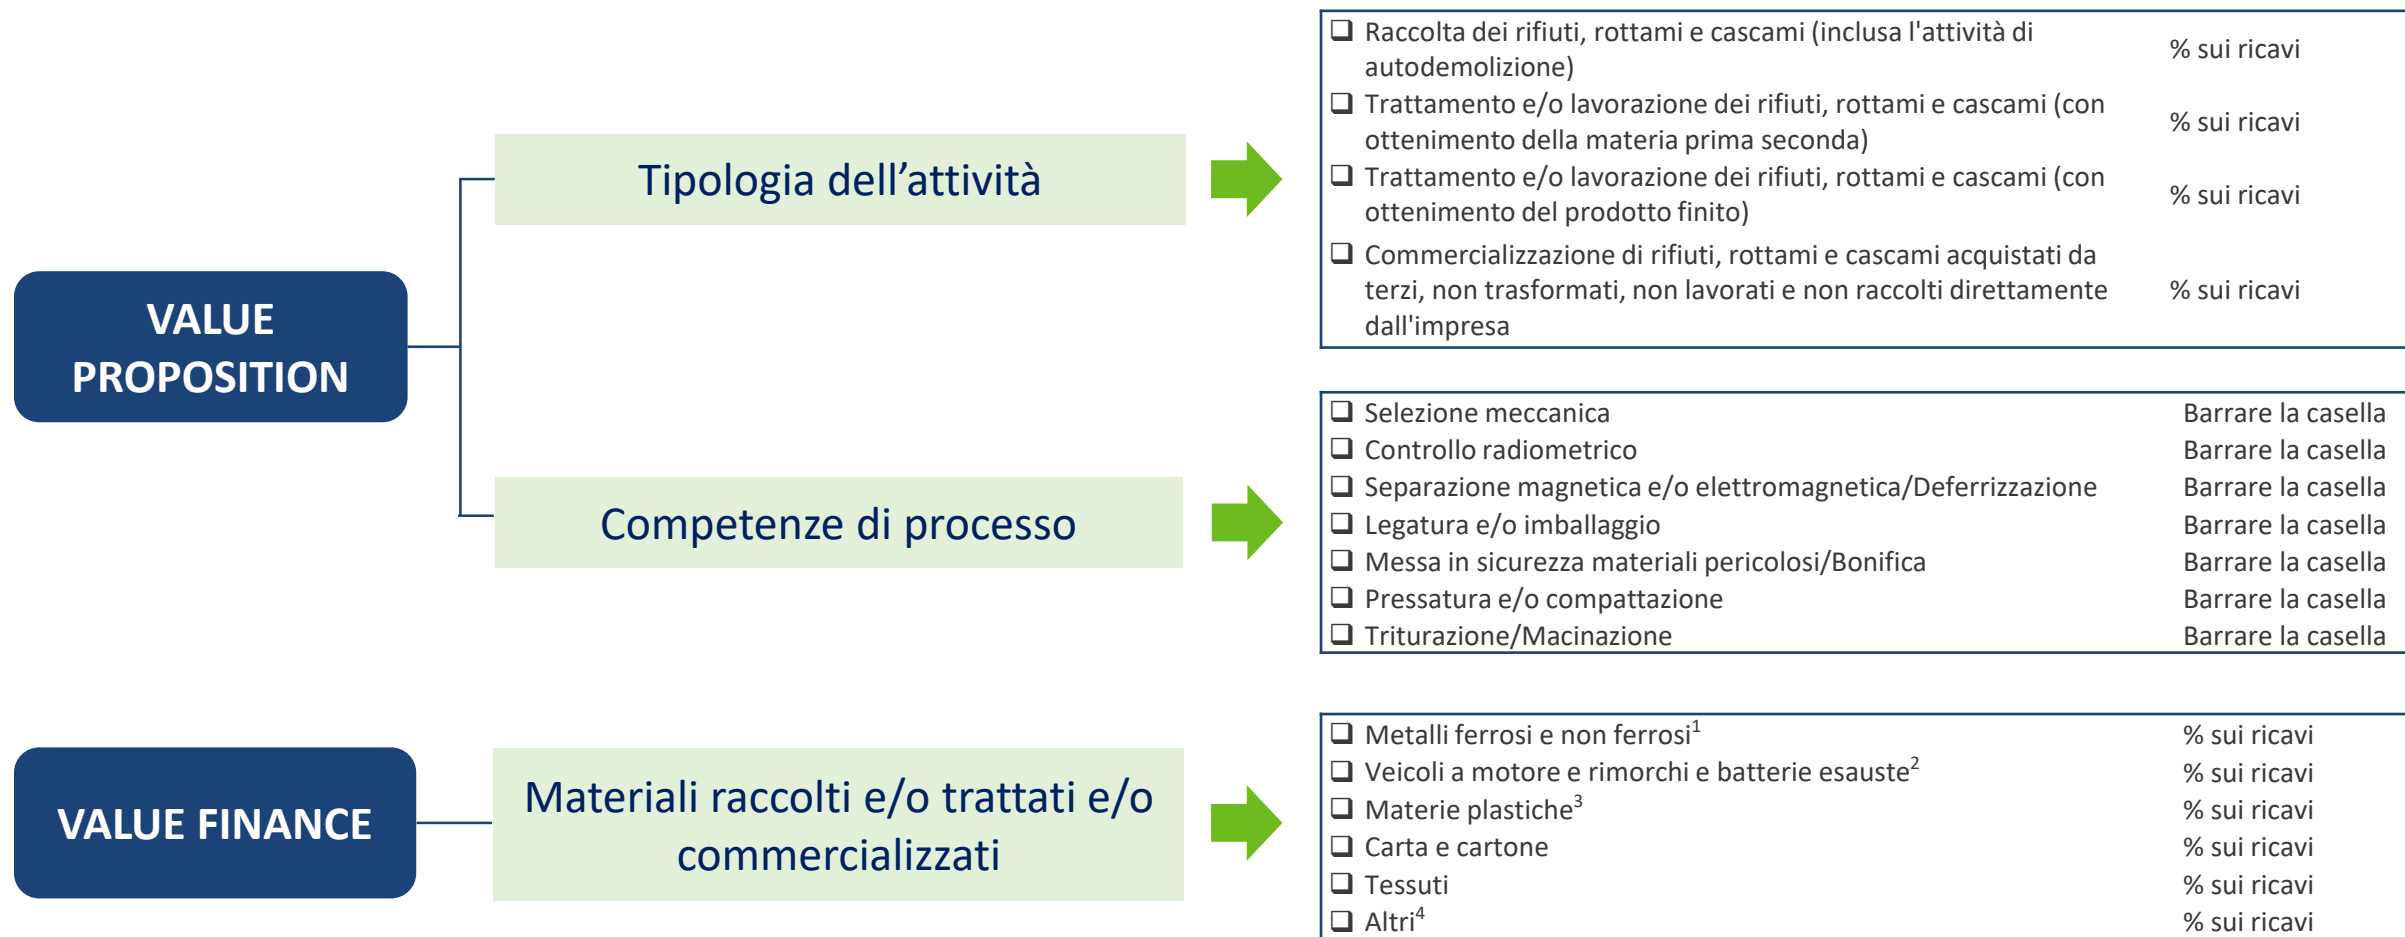 VALUE
PROPOSITION
Tipologia dell’attività
❑ Raccolta dei rifiuti, rottami e cascami (inclusa l'attività di
autodemolizione)
% sui ricavi
❑ Trattamento e/o lavorazione dei rifiuti, rottami e cascami (con
ottenimento della materia prima seconda)
% sui ricavi
❑ Trattamento e/o lavorazione dei rifiuti, rottami e cascami (con
ottenimento del prodotto finito)
% sui ricavi
❑ Commercializzazione di rifiuti, rottami e cascami acquistati da
terzi, non trasformati, non lavorati e non raccolti direttamente
dall'impresa
% sui ricavi
Competenze di processo
❑ Selezione meccanica Barrare la casella
❑ Controllo radiometrico Barrare la casella
❑ Separazione magnetica e/o elettromagnetica/Deferrizzazione Barrare la casella
❑ Legatura e/o imballaggio Barrare la casella
❑ Messa in sicurezza materiali pericolosi/Bonifica Barrare la casella
❑ Pressatura e/o compattazione Barrare la casella
❑ Triturazione/Macinazione Barrare la casella
VALUE FINANCE
Materiali raccolti e/o trattati e/o
commercializzati
❑ Metalli ferrosi e non ferrosi¹ % sui ricavi
❑ Veicoli a motore e rimorchi e batterie esauste² % sui ricavi
❑ Materie plastiche³ % sui ricavi
❑ Carta e cartone % sui ricavi
❑ Tessuti % sui ricavi
❑ Altri⁴ % sui ricavi